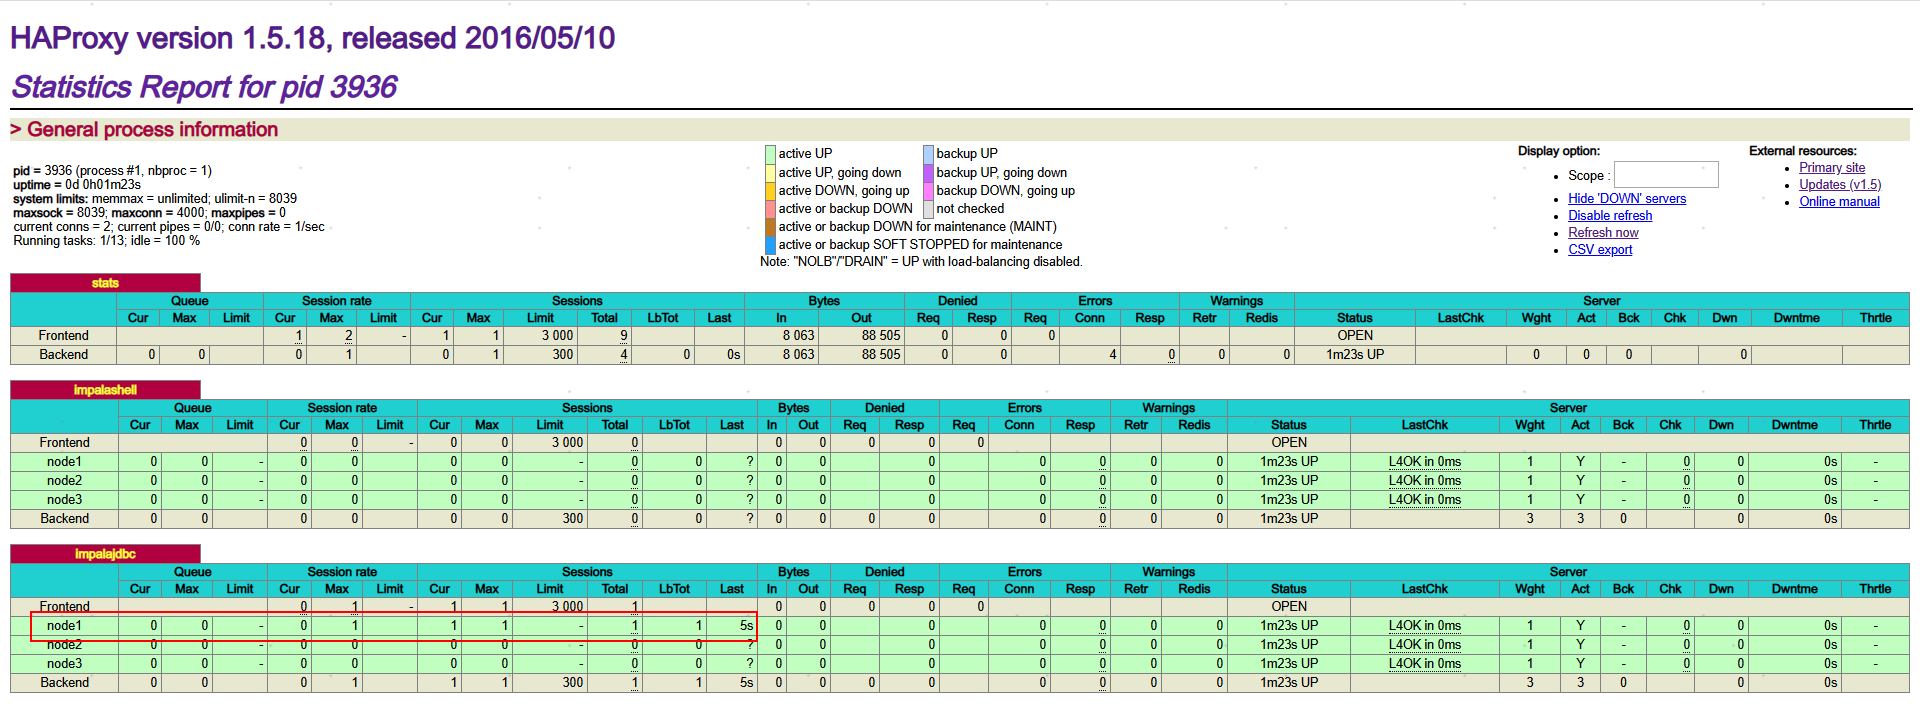 HAProxy version 1.5.18, released 2016/05/10
Statistics Report for pid 3936
> General process information
pid = 3936 (process #1, nbproc = 1)
uptime = 0d 0h01m23s
system limits: memmax = unlimited; ulimit-n = 8039
maxsock = 8039; maxconn = 4000; maxpipes = 0
current conns = 2; current pipes = 0/0; conn rate = 1/sec
Running tasks: 1/13; idle = 100 %
active UP backup UP
active UP, going down backup UP, going down
active DOWN, going up backup DOWN, going up
active or backup DOWN not checked
active or backup DOWN for maintenance (MAINT)
active or backup SOFT STOPPED for maintenance
Note: "NOLB"/"DRAIN" = UP with load-balancing disabled.
Display option:
• Scope :
• Hide 'DOWN' servers
• Disable refresh
• Refresh now
• CSV export
External resources:
• Primary site
• Updates (v1.5)
• Online manual
stats
Queue Session rate Sessions Bytes Denied Errors Warnings Server
Cur Max Limit Cur Max Limit Cur Max Limit Total LbTot Last In Out Req Resp Req Conn Resp Retr Redis Status LastChk Wght Act Bck Chk Dwn Dwntme Thrtle
Frontend 1 2 - 1 1 3 000 9 8 063 88 505 0 0 0 OPEN
Backend 0 0 0 1 0 1 300 4 0 0s 8 063 88 505 0 0 4 0 0 0 1m23s UP 0 0 0 0
impalashell
Queue Session rate Sessions Bytes Denied Errors Warnings Server
Cur Max Limit Cur Max Limit Cur Max Limit Total LbTot Last In Out Req Resp Req Conn Resp Retr Redis Status LastChk Wght Act Bck Chk Dwn Dwntme Thrtle
Frontend 0 0 - 0 0 3 000 0 0 0 0 0 0 OPEN
node1 0 0 - 0 0 0 0 - 0 0 ? 0 0 0 0 0 0 0 1m23s UP L4OK in 0ms 1 Y - 0 0 0s -
node2 0 0 - 0 0 0 0 - 0 0 ? 0 0 0 0 0 0 0 1m23s UP L4OK in 0ms 1 Y - 0 0 0s -
node3 0 0 - 0 0 0 0 - 0 0 ? 0 0 0 0 0 0 0 1m23s UP L4OK in 0ms 1 Y - 0 0 0s -
Backend 0 0 0 0 0 0 300 0 0 ? 0 0 0 0 0 0 0 0 1m23s UP 3 3 0 0 0s
impalajdbc
Queue Session rate Sessions Bytes Denied Errors Warnings Server
Cur Max Limit Cur Max Limit Cur Max Limit Total LbTot Last In Out Req Resp Req Conn Resp Retr Redis Status LastChk Wght Act Bck Chk Dwn Dwntme Thrtle
Frontend 0 1 - 1 1 3 000 1 0 0 0 0 0 OPEN
node1 0 0 - 0 1 1 1 - 1 1 5s 0 0 0 0 0 0 0 1m23s UP L4OK in 0ms 1 Y - 0 0 0s -
node2 0 0 - 0 0 0 0 - 0 0 ? 0 0 0 0 0 0 0 1m23s UP L4OK in 0ms 1 Y - 0 0 0s -
node3 0 0 - 0 0 0 0 - 0 0 ? 0 0 0 0 0 0 0 1m23s UP L4OK in 0ms 1 Y - 0 0 0s -
Backend 0 0 0 1 1 1 300 1 1 5s 0 0 0 0 0 0 0 0 1m23s UP 3 3 0 0 0s